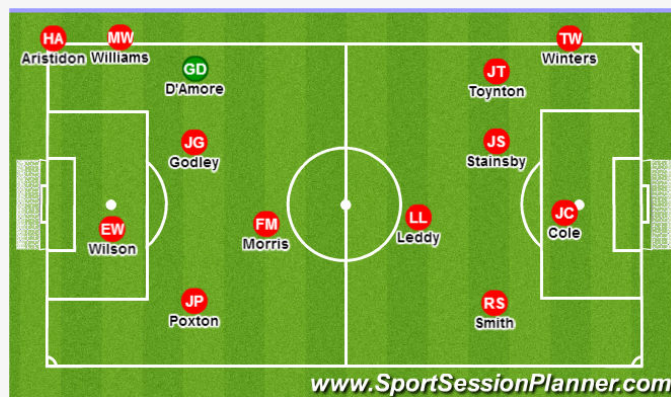 HA
Aristidon
MW
Williams
TW
Winters
GD
D'Amore
JT
Toynton
JG
Godley
JS
Stainsby
EW
Wilson
FM
Morris
LL
Leddy
JC
Cole
JP
Poxton
RS
Smith
www.SportSessionPlanner.com